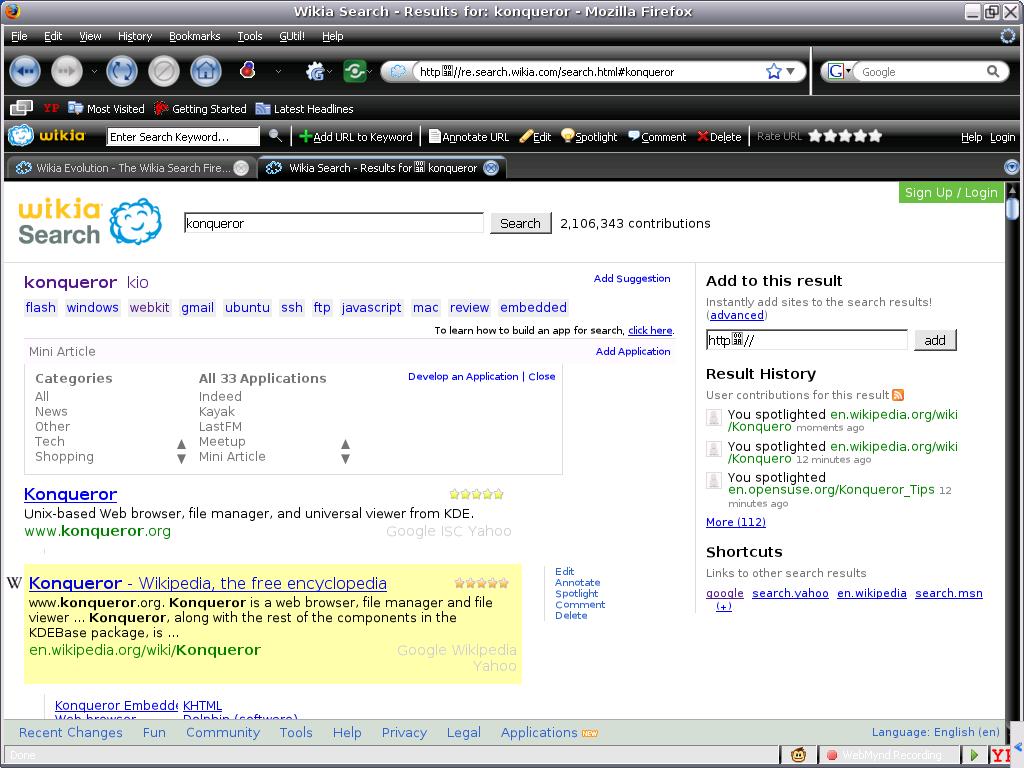 Wikia Search - Results for: konqueror - Mozilla Firefox
File Edit View History Bookmarks Tools GUtil! Help
http://re.search.wikia.com/search.html#konqueror
G Google
YP Most Visited Getting Started Latest Headlines
wikia Enter Search Keyword... Add URL to Keyword Annotate URL Edit Spotlight Comment Delete Rate URL Help Login
Wikia Evolution - The Wikia Search Fire... Wikia Search - Results for: konqueror
Sign Up / Login
wikia Search
konqueror Search 2,106,343 contributions
konqueror kio Add Suggestion
flash windows webkit gmail ubuntu ssh ftp javascript mac review embedded
To learn how to build an app for search, click here.
Mini Article Add Application
Categories All 33 Applications Develop an Application | Close
All Indeed
News Kayak
Other LastFM
Tech Meetup
Shopping Mini Article
Konqueror
Unix-based Web browser, file manager, and universal viewer from KDE.
www.konqueror.org Google ISC Yahoo
W Konqueror - Wikipedia, the free encyclopedia
www.konqueror.org. Konqueror is a web browser, file manager and file
viewer ... Konqueror, along with the rest of the components in the
KDEBase package, is ...
en.wikipedia.org/wiki/Konqueror Google Wikipedia
Yahoo
Edit
Annotate
Spotlight
Comment
Delete
Konqueror Embedde KHTML
Web browser Dolphin (software)
Add to this result
Instantly add sites to the search results!
(advanced)
http:// add
Result History
User contributions for this result
You spotlighted en.wikipedia.org/wiki
/Konquero moments ago
You spotlighted en.wikipedia.org/wiki
/Konquero 12 minutes ago
You spotlighted
en.opensuse.org/Konqueror_Tips 12
minutes ago
More (112)
Shortcuts
Links to other search results
google search.yahoo en.wikipedia search.msn
(+)
Recent Changes Fun Community Tools Help Privacy Legal Applications NEW Language: English (en)
Done WebMynd Recording